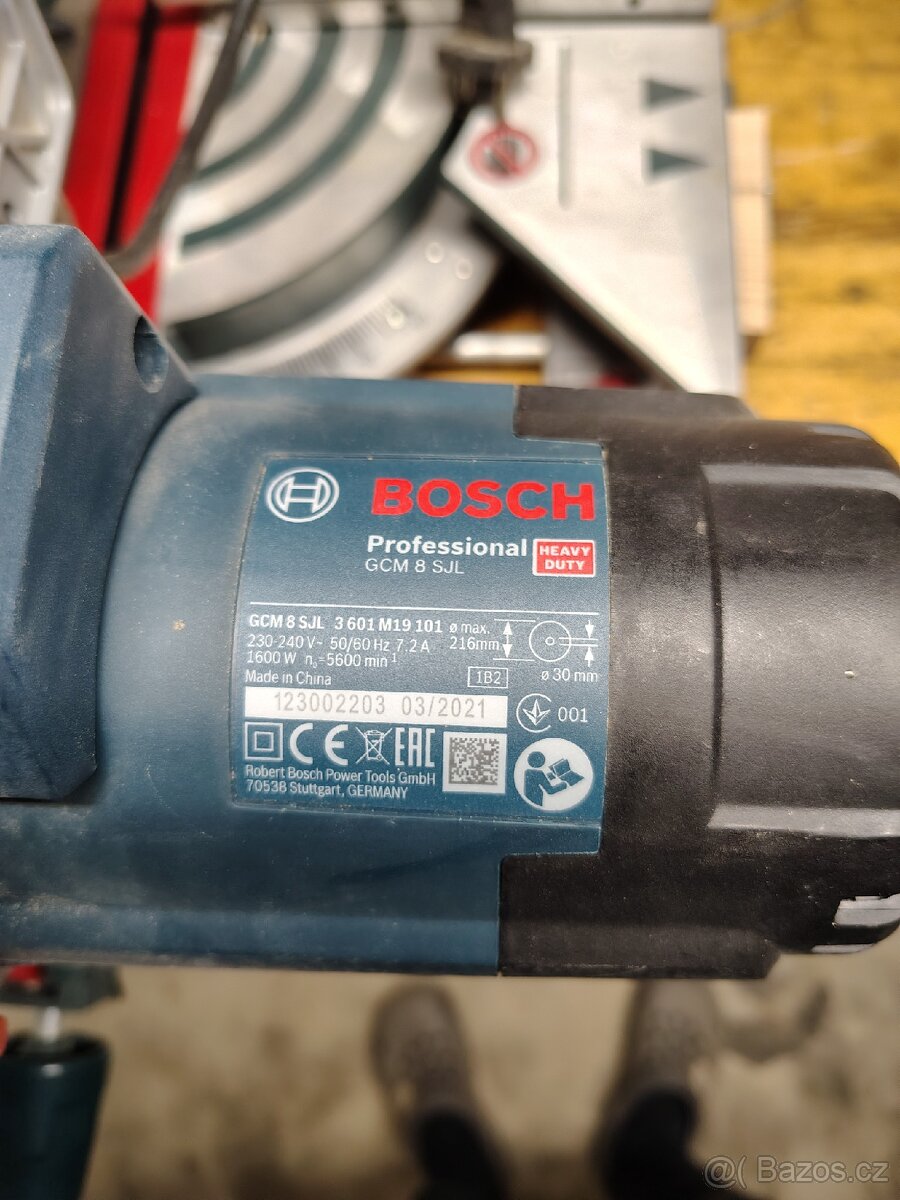 BOSCH
Professional
HEAVY DUTY
GCM 8 SJL
GCM 8 SJL 3 601 M19 101
230-240 V~ 50/60 Hz 7.2 A
1600 W n₀=5600 min⁻¹
Made in China
ø max.
216mm
ø 30 mm
1B2
123002203 03/2021
001
CE EAC
Robert Bosch Power Tools GmbH
70538 Stuttgart, GERMANY
@( Bazos.cz